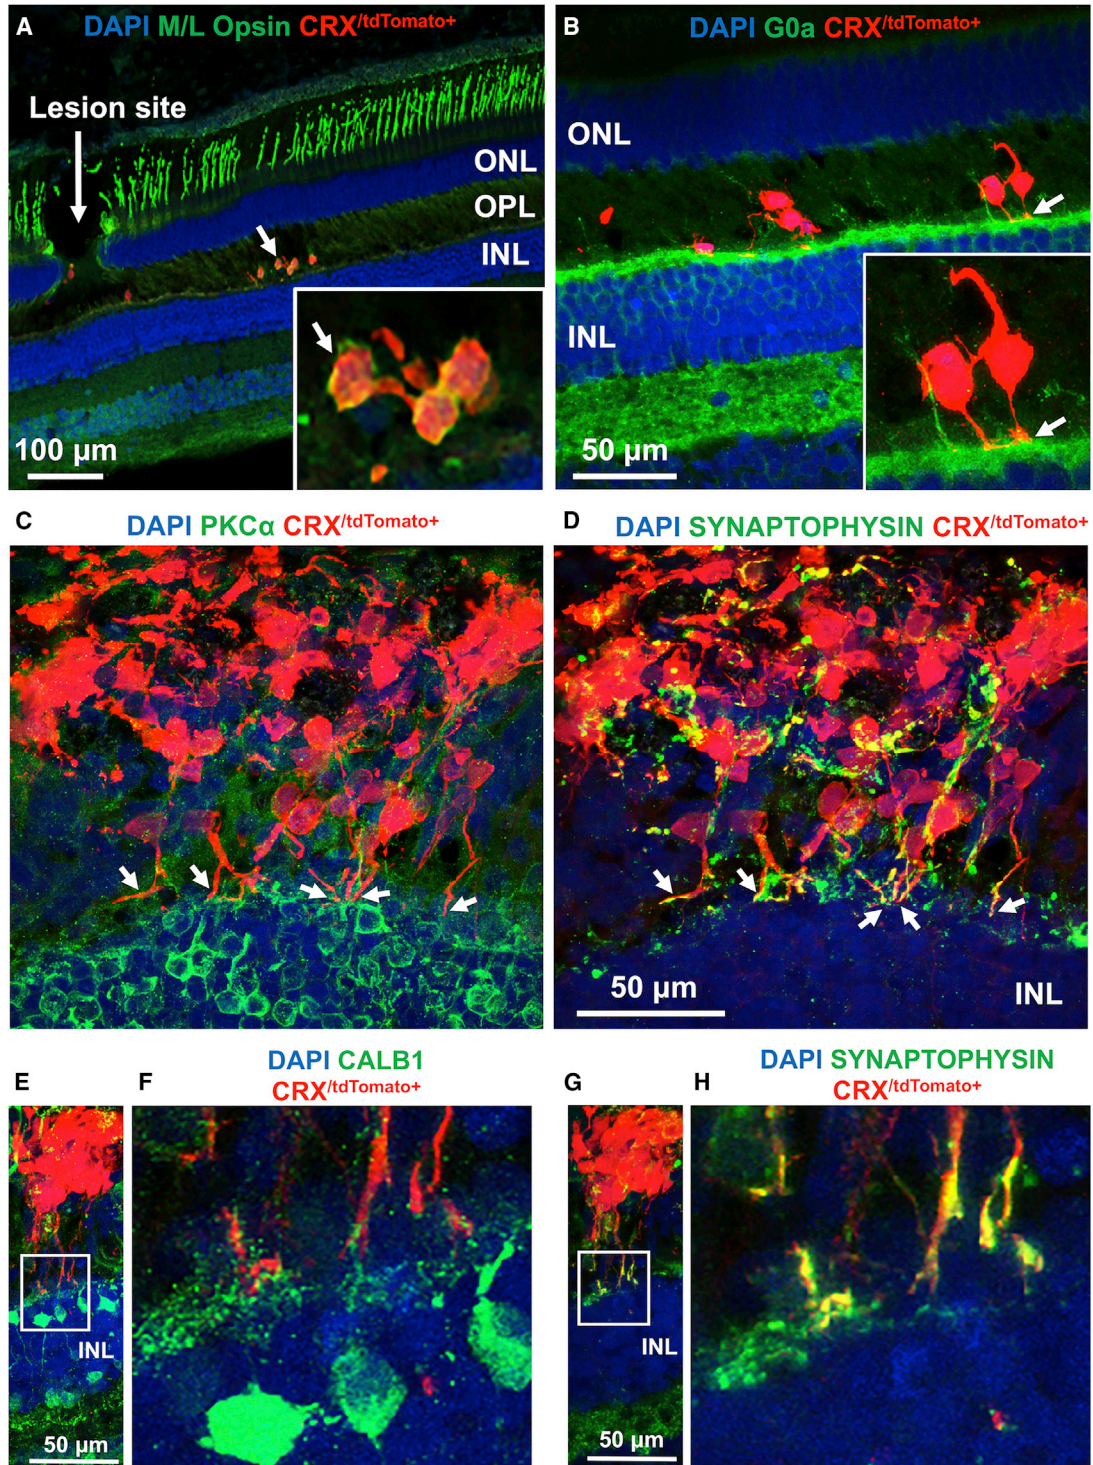 A
DAPI M/L Opsin CRX/tdTomato+
Lesion site
ONL
OPL
INL
100 µm
B
DAPI G0a CRX/tdTomato+
ONL
INL
50 µm
C
DAPI PKCα CRX/tdTomato+
D
DAPI SYNAPTOPHYSIN CRX/tdTomato+
50 µm
INL
E
F
DAPI CALB1
CRX/tdTomato+
INL
50 µm
G
H
DAPI SYNAPTOPHYSIN
CRX/tdTomato+
INL
50 µm